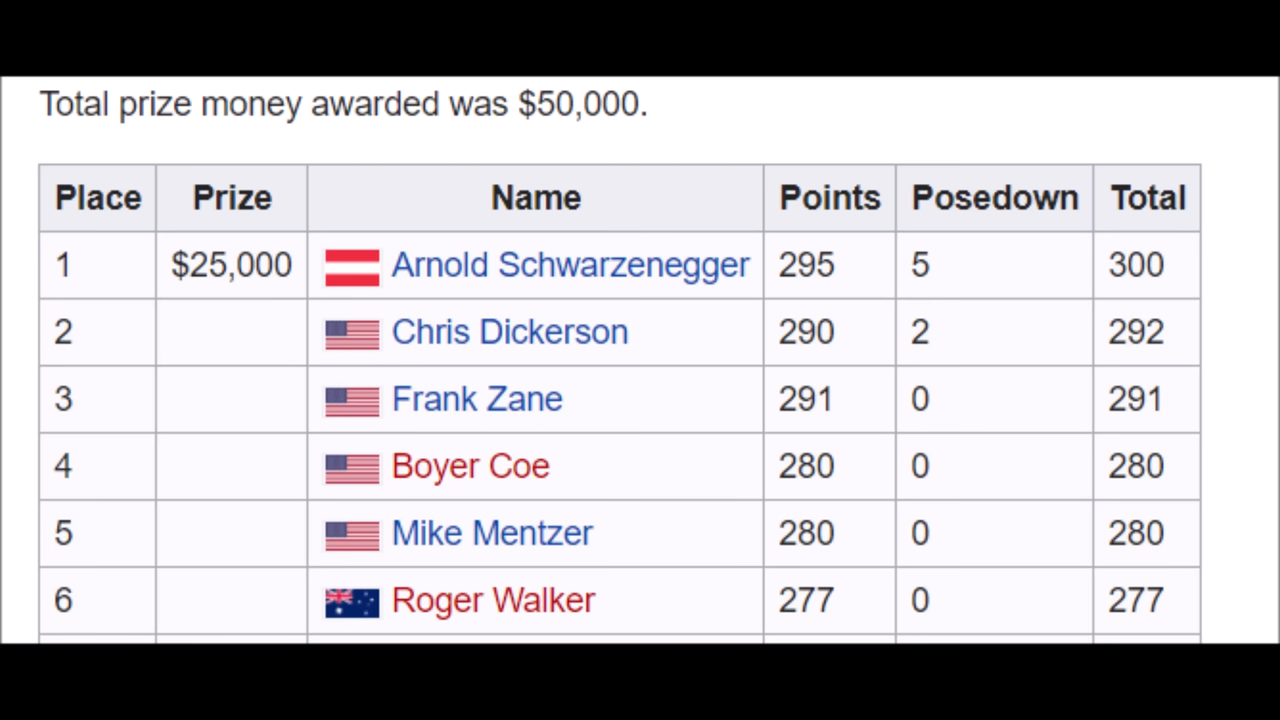 Total prize money awarded was $50,000.
Place Prize Name Points Posedown Total
1 $25,000 Arnold Schwarzenegger 295 5 300
2 Chris Dickerson 290 2 292
3 Frank Zane 291 0 291
4 Boyer Coe 280 0 280
5 Mike Mentzer 280 0 280
6 Roger Walker 277 0 277